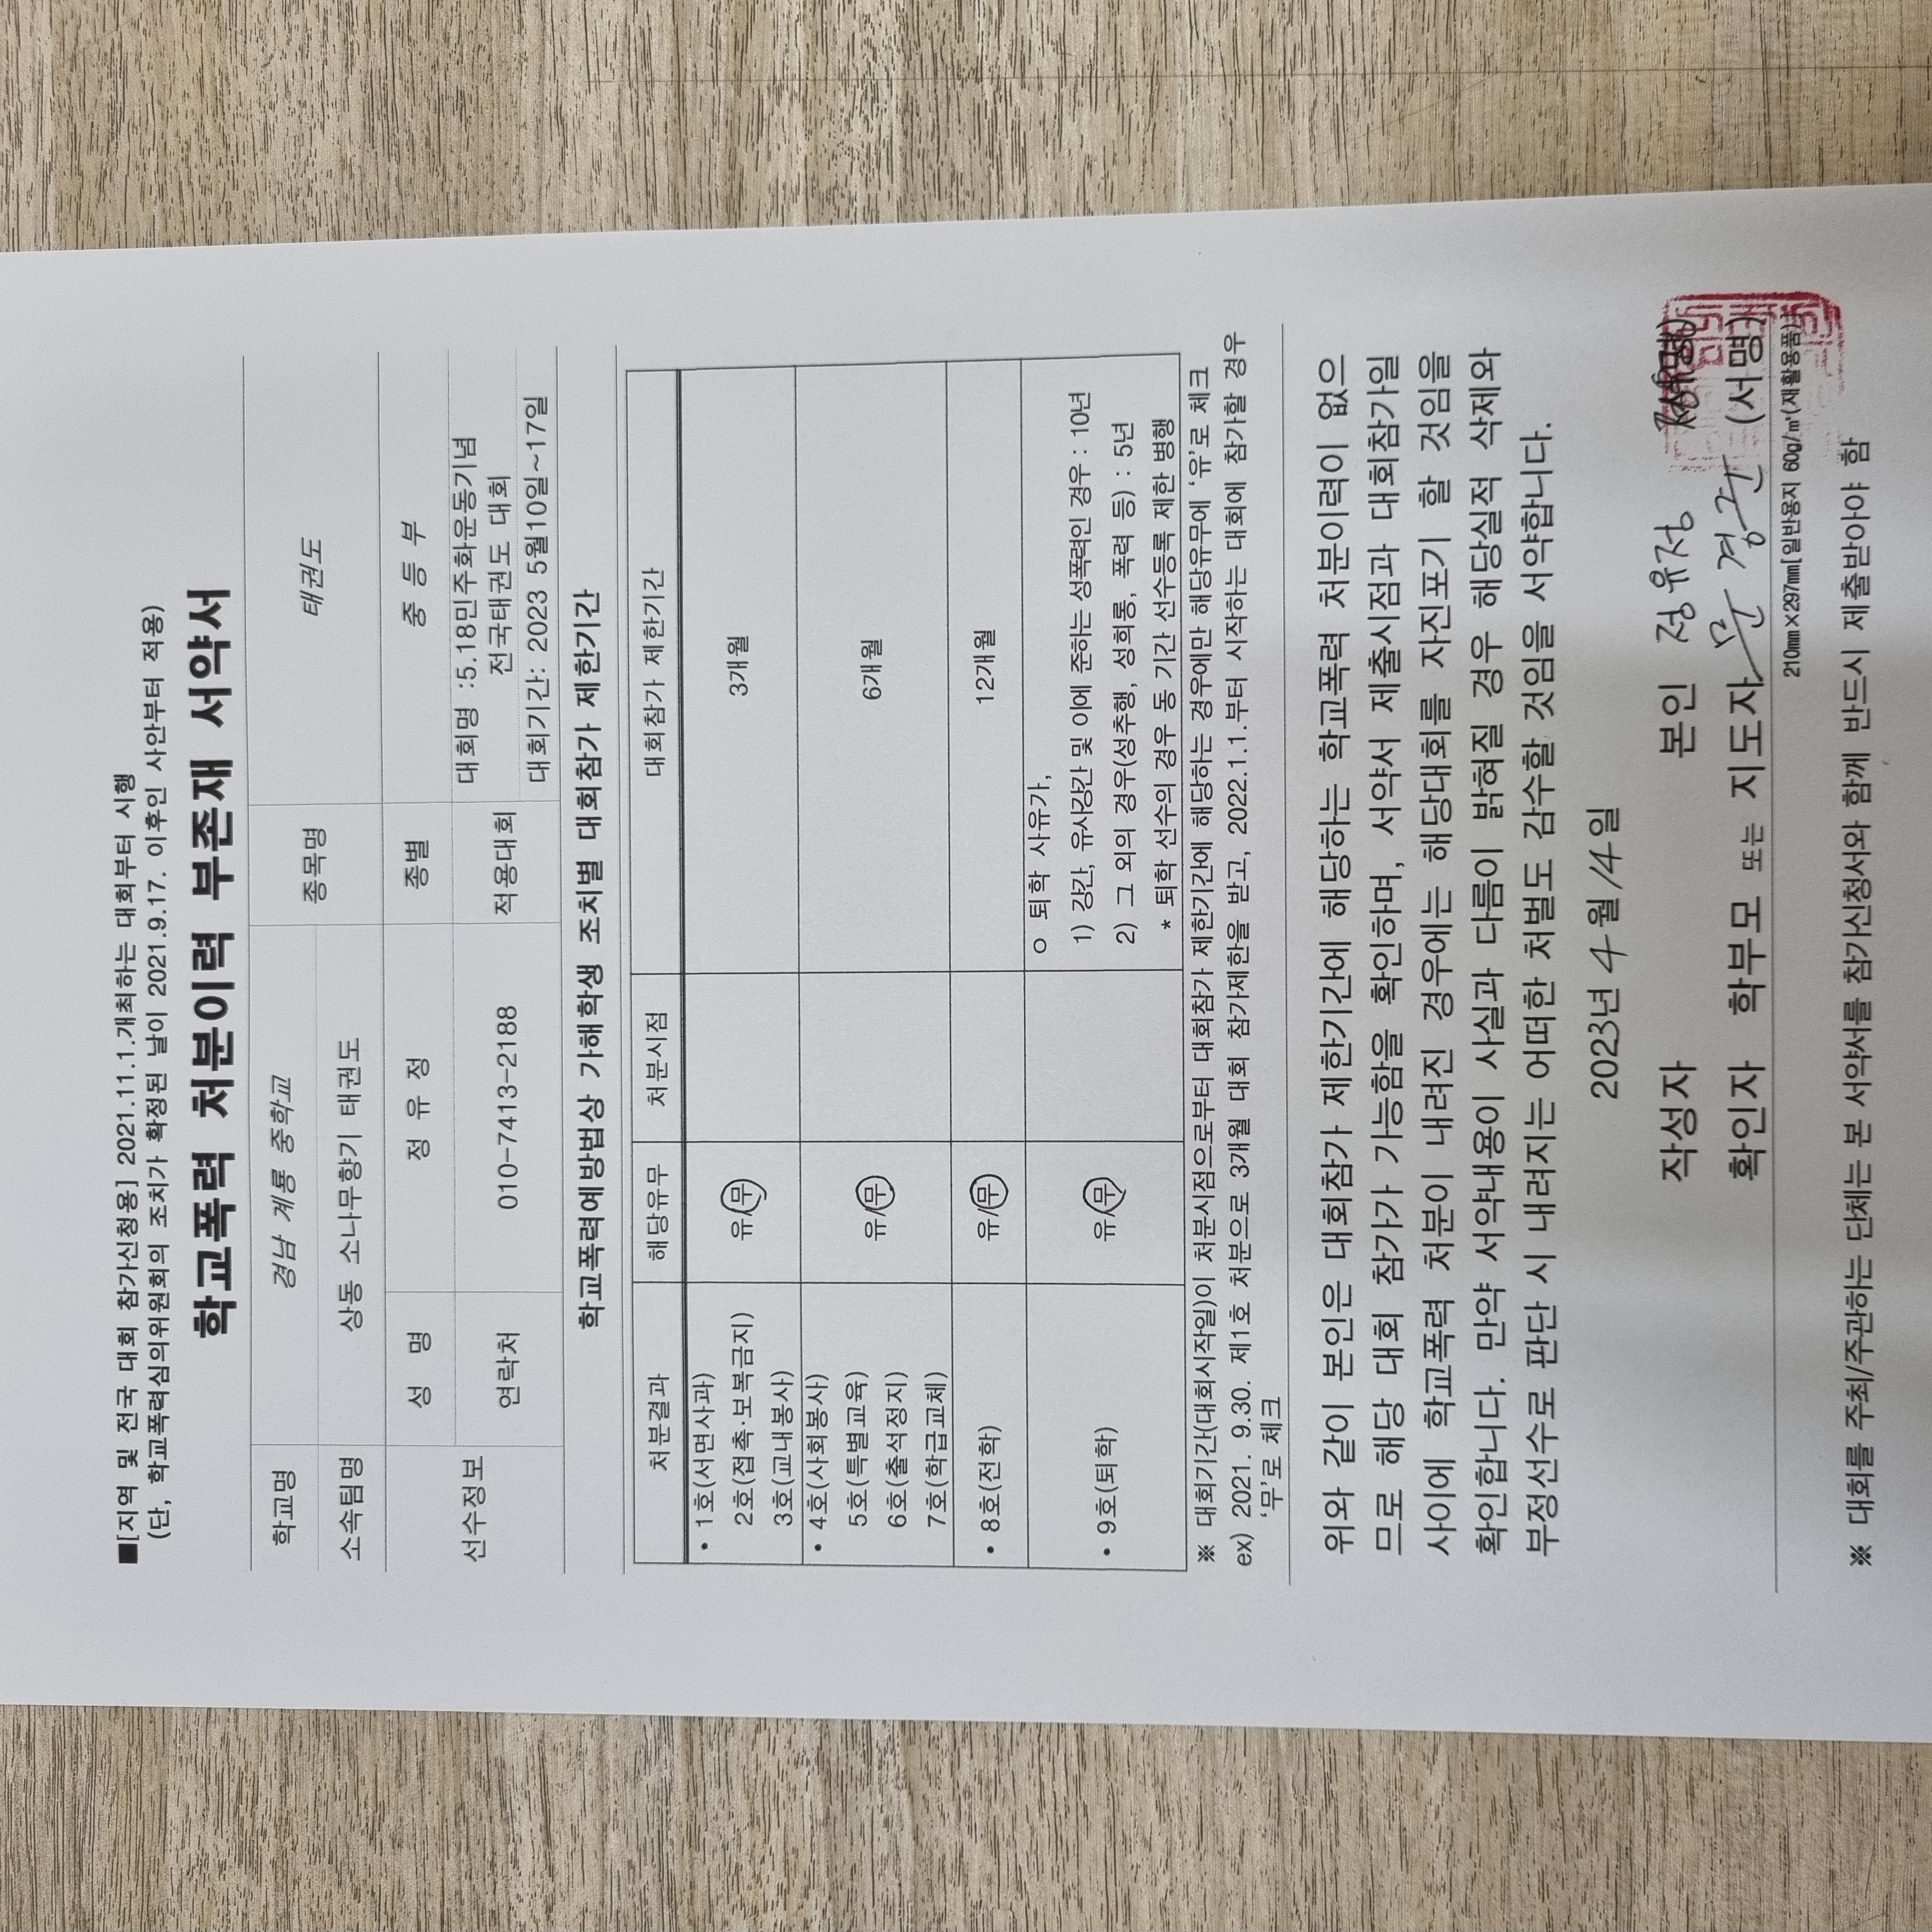 ■[지역 및 전국 대회 참가신청용] 2021.11.1.개최하는 대회부터 시행
(단, 학교폭력심의위원회의 조치가 확정된 날이 2021.9.17. 이후인 사안부터 적용)
학교폭력 처분이력 부존재 서약서
학교명 경남 계룡 중학교 종목명 태권도
소속팀명 상동 소나무향기 태권도
선수정보 성 명 정 유 정 종별 중 등 부
연락처 010-7413-2188 적용대회 대회명 :5.18민주화운동기념
전국태권도 대회
대회기간: 2023 5월10일~17일
학교폭력예방법상 가해학생 조치별 대회참가 제한기간
처분결과 해당유무 처분시점 대회참가 제한기간
• 1호(서면사과)
2호(접촉·보복금지) 유/무 3개월
3호(교내봉사)
• 4호(사회봉사)
5호(특별교육) 유/무 6개월
6호(출석정지)
7호(학급교체)
• 8호(전학) 유/무 12개월
• 9호(퇴학) 유/무
ㅇ 퇴학 사유가,
1) 강간, 유사강간 및 이에 준하는 성폭력인 경우 : 10년
2) 그 외의 경우(성추행, 성희롱, 폭력 등) : 5년
* 퇴학 선수의 경우 동 기간 선수등록 제한 병행
※ 대회기간(대회시작일)이 처분시점으로부터 대회참가 제한기간에 해당하는 경우에만 해당유무에 '유'로 체크
ex) 2021. 9.30. 제1호 처분으로 3개월 대회 참가제한을 받고, 2022.1.1.부터 시작하는 대회에 참가할 경우
'무'로 체크
위와 같이 본인은 대회참가 제한기간에 해당하는 학교폭력 처분이력이 없으
므로 해당 대회 참가가 가능함을 확인하며, 서약서 제출시점과 대회참가일
사이에 학교폭력 처분이 내려진 경우에는 해당대회를 자진포기 할 것임을
확인합니다. 만약 서약내용이 사실과 다름이 밝혀질 경우 해당실적 삭제와
부정선수로 판단 시 내려지는 어떠한 처벌도 감수할 것임을 서약합니다.
2023년 4월 14일
작성자 본인 정유정 (서명)
확인자 학부모 또는 지도자 문경 (서명)
210㎜×297㎜[일반용지 60g/㎡(재활용품)]
※ 대회를 주최/주관하는 단체는 본 서약서를 참가신청서와 함께 반드시 제출받아야 함